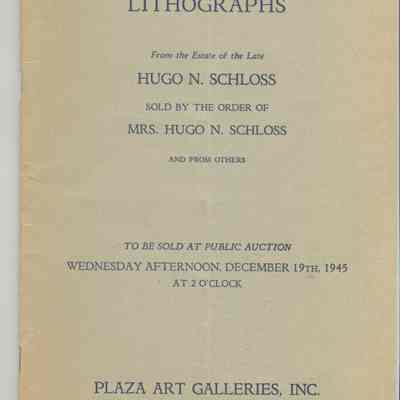 LITHOGRAPHS
From the Estate of the Late
HUGO N. SCHLOSS
SOLD BY THE ORDER OF
MRS. HUGO N. SCHLOSS
AND FROM OTHERS
TO BE SOLD AT PUBLIC AUCTION
WEDNESDAY AFTERNOON, DECEMBER 19TH, 1945
AT 2 O'CLOCK
PLAZA ART GALLERIES, INC.